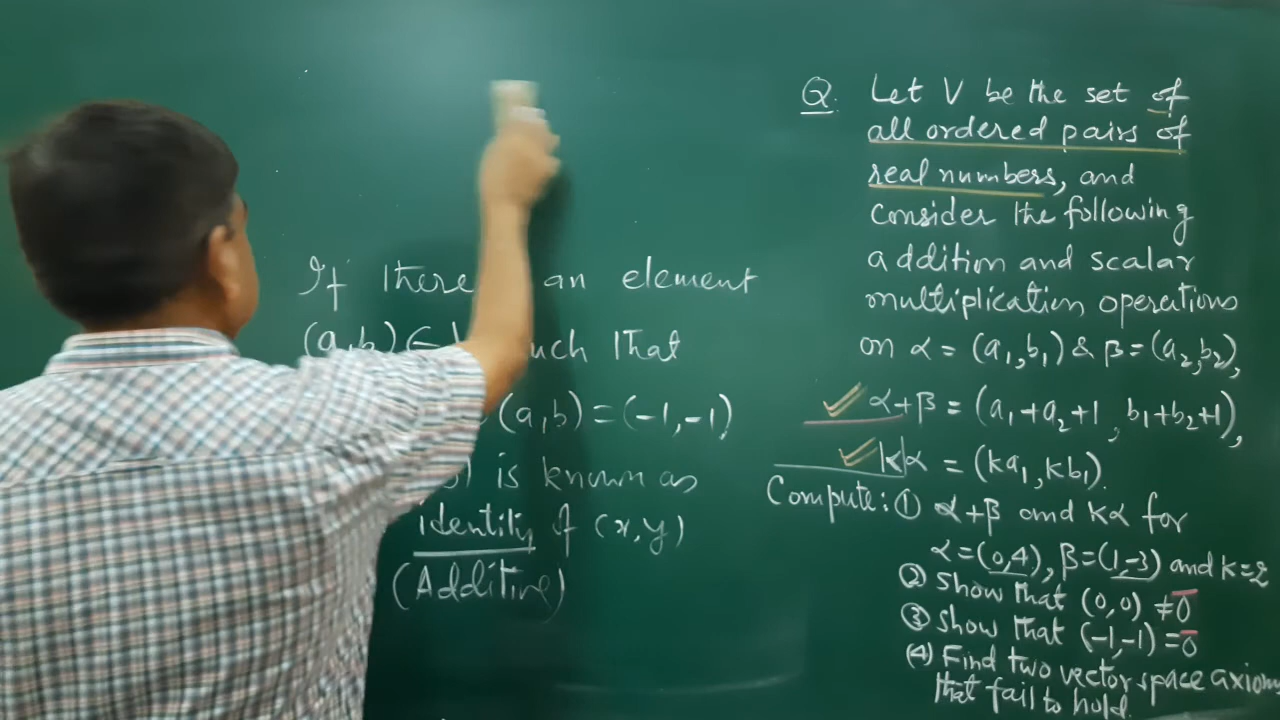 If there an element
(a,b) ∈ such that
(a,b) = (-1,-1)
is known as
identity of (x,y)
(Additive)
Q. Let V be the set of
all ordered pairs of
real numbers, and
consider the following
addition and scalar
multiplication operations
on α = (a₁,b₁) & β = (a₂,b₂),
✓ α+β = (a₁+a₂+1, b₁+b₂+1),
✓ kα = (ka₁, kb₁).
Compute: ① α+β and kα for
α=(0,4), β=(1,-3) and k=2
② Show that (0,0) ≠ 0̄
③ Show that (-1,-1) = 0̄
(4) Find two vector space axioms
that fail to hold.